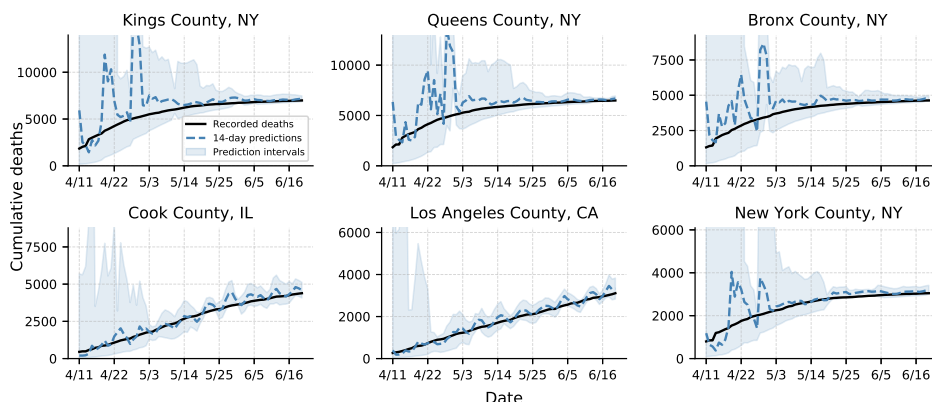 Kings County, NY
Queens County, NY
Bronx County, NY
Cumulative deaths
10000
5000
0
4/11 4/22 5/3 5/14 5/25 6/5 6/16
Recorded deaths
14-day predictions
Prediction intervals
10000
5000
0
4/11 4/22 5/3 5/14 5/25 6/5 6/16
7500
5000
2500
0
4/11 4/22 5/3 5/14 5/25 6/5 6/16
Cook County, IL
Los Angeles County, CA
New York County, NY
7500
5000
2500
0
4/11 4/22 5/3 5/14 5/25 6/5 6/16
6000
4000
2000
0
4/11 4/22 5/3 5/14 5/25 6/5 6/16
6000
4000
2000
0
4/11 4/22 5/3 5/14 5/25 6/5 6/16
Date